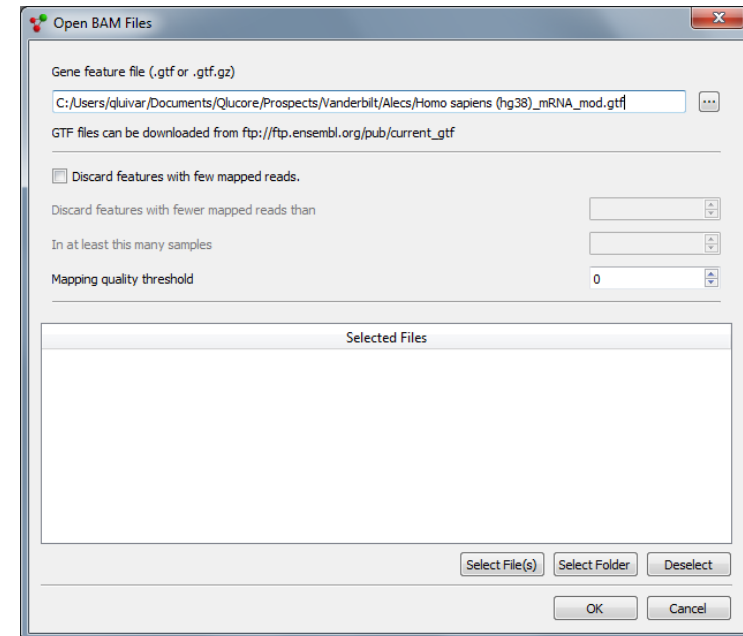 Open BAM Files
Gene feature file (.gtf or .gtf.gz)
C:/Users/qluivar/Documents/Qlucore/Prospects/Vanderbilt/Alecs/Homo sapiens (hg38)_mRNA_mod.gtf
...
GTF files can be downloaded from ftp://ftp.ensembl.org/pub/current_gtf
Discard features with few mapped reads.
Discard features with fewer mapped reads than
In at least this many samples
Mapping quality threshold 0
Selected Files
Select File(s) Select Folder Deselect
OK Cancel